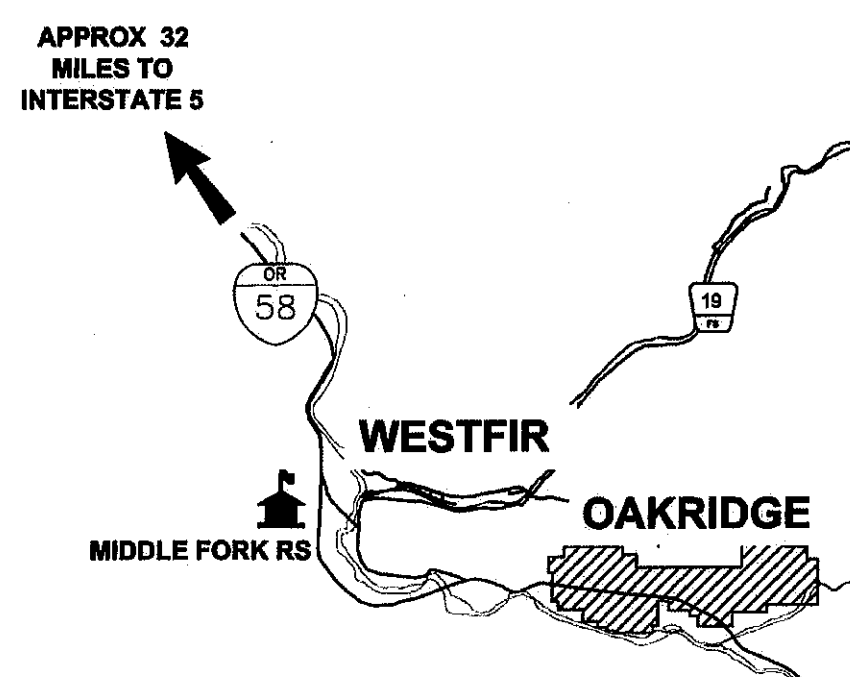 APPROX 32
MILES TO
INTERSTATE 5
OR
58
19
FS
WESTFIR
OAKRIDGE
MIDDLE FORK RS